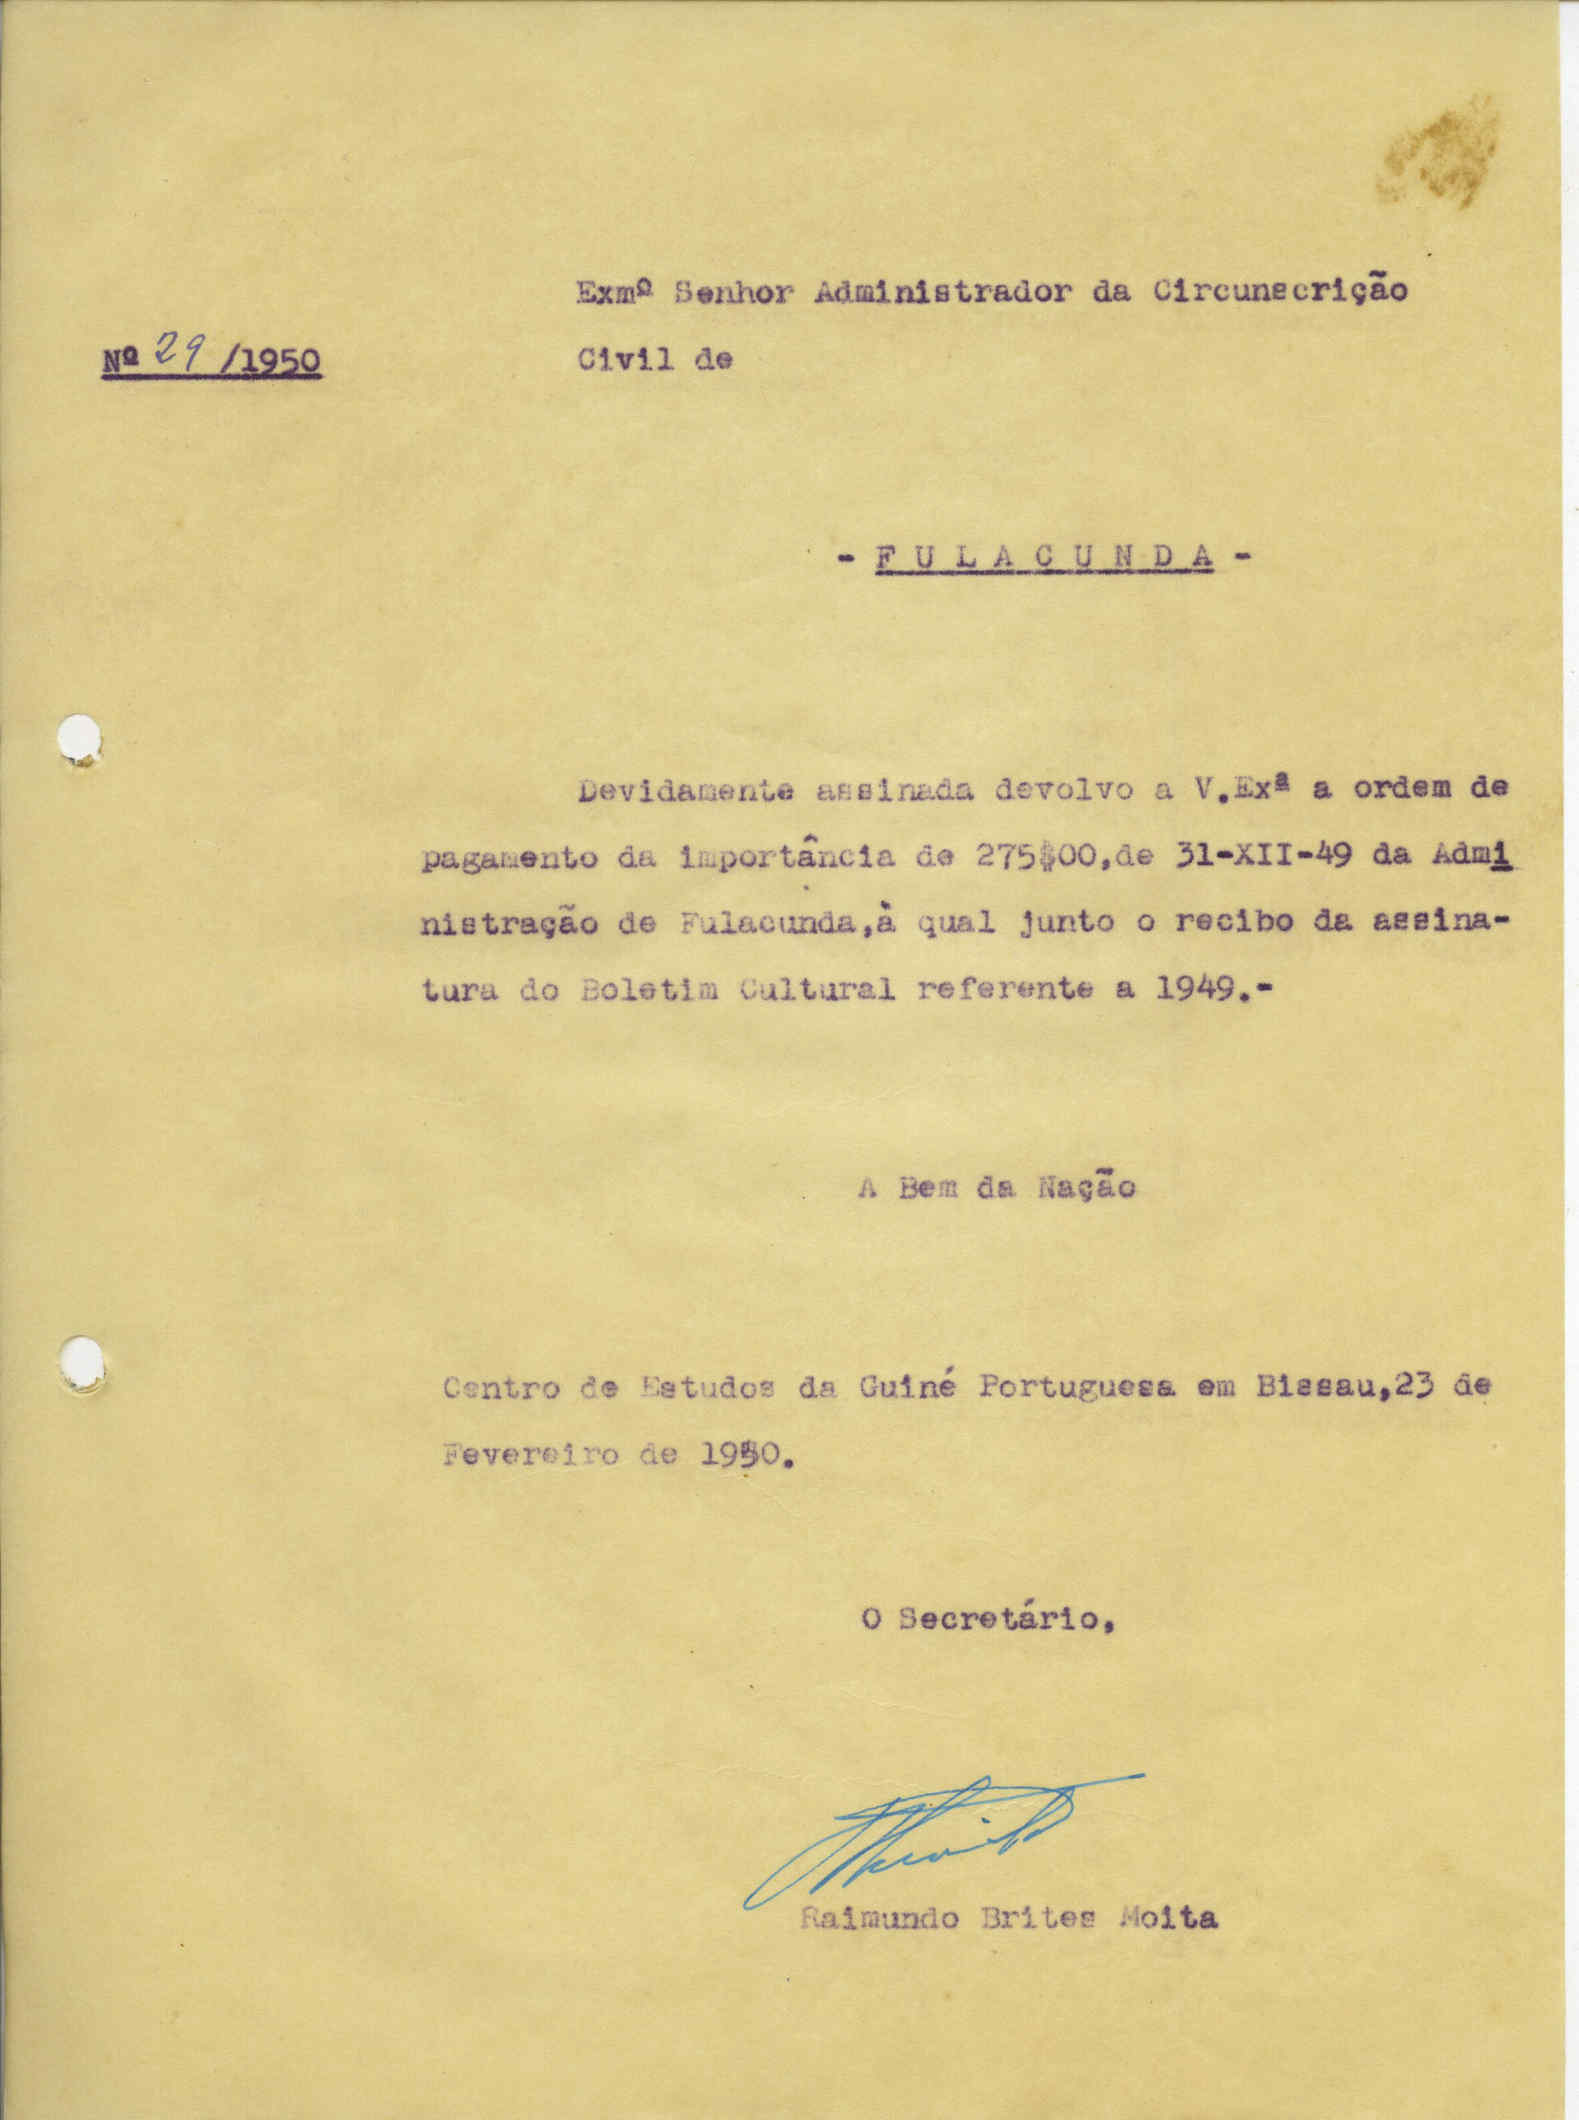 Exmº Senhor Administrador da Circunscrição
Nº 29 /1950
Civil de
- F U L A C U N D A -
Devidamente assinada devolvo a V.Exª a ordem de
pagamento da importância de 275$00,de 31-XII-49 da Admi
nistração de Fulacunda,à qual junto o recibo da assina-
tura do Boletim Cultural referente a 1949.-
A Bem da Nação
Centro de Estudos da Guiné Portuguesa em Bissau,23 de
Fevereiro de 1950.
O Secretário,
Moita
Raimundo Brites Moita